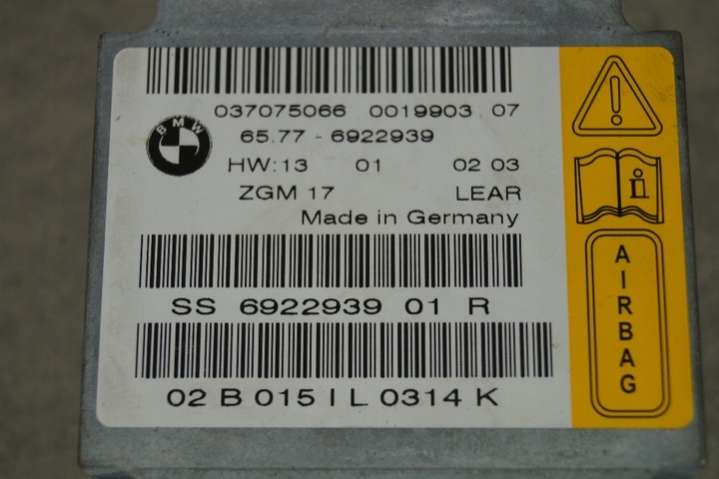 037075066 0019903 07
BMW
65.77 - 6922939
HW:13 01 02 03
ZGM 17 LEAR
Made in Germany
SS 6922939 01 R
02 B 015 I L 0314 K
i
AIRBAG